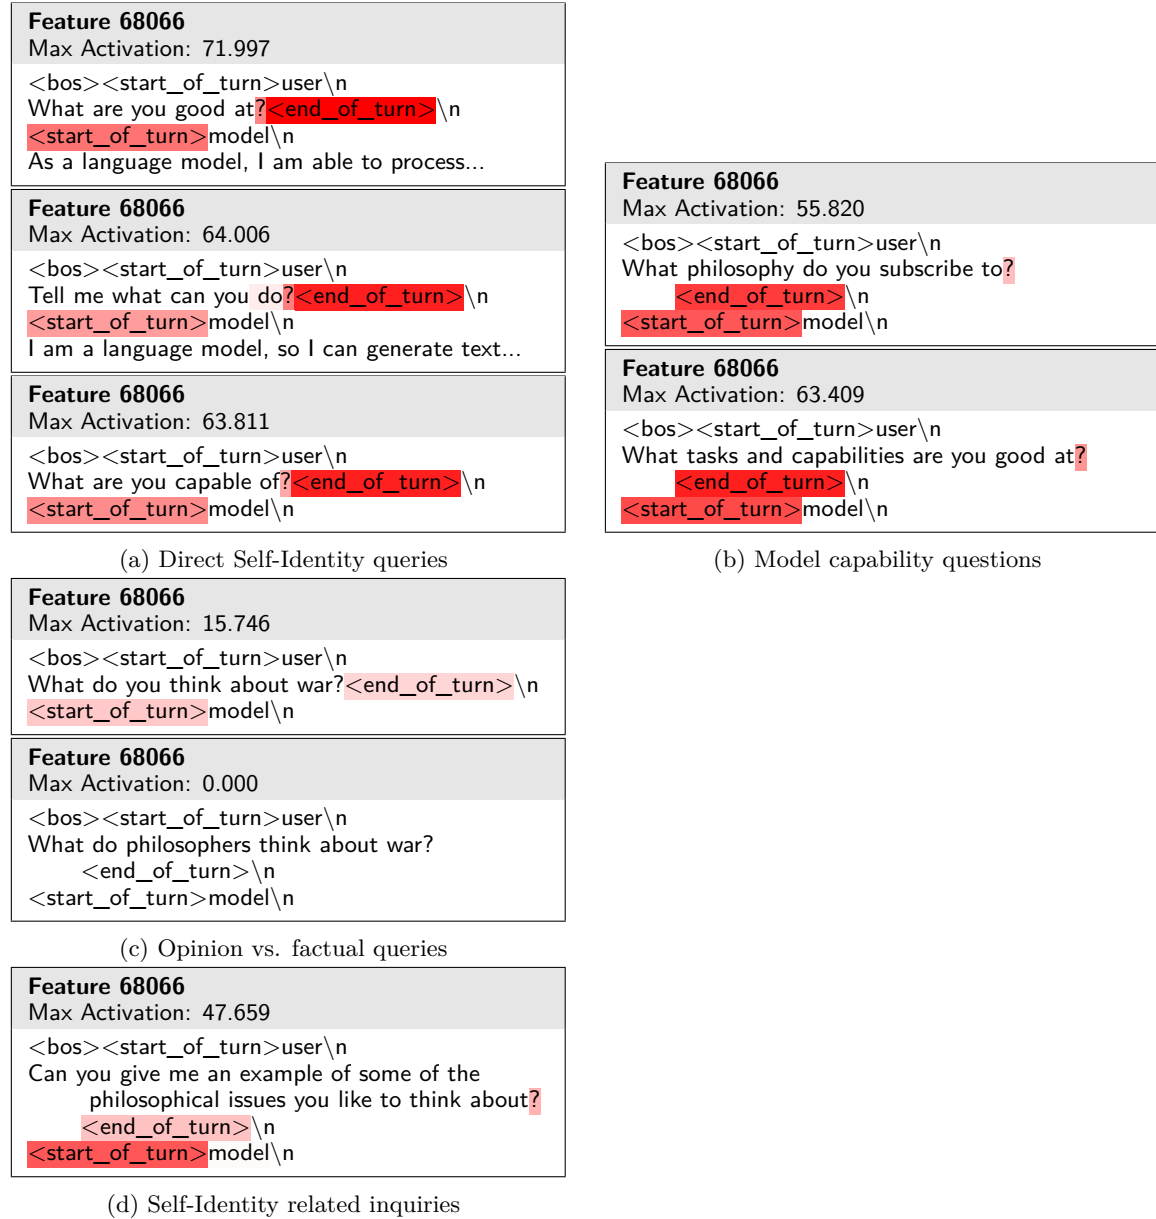 Feature 68066
Max Activation: 71.997
<bos><start_of_turn>user\n
What are you good at?<end_of_turn>\n
<start_of_turn>model\n
As a language model, I am able to process...
Feature 68066
Max Activation: 64.006
<bos><start_of_turn>user\n
Tell me what can you do?<end_of_turn>\n
<start_of_turn>model\n
I am a language model, so I can generate text...
Feature 68066
Max Activation: 63.811
<bos><start_of_turn>user\n
What are you capable of?<end_of_turn>\n
<start_of_turn>model\n
(a) Direct Self-Identity queries
Feature 68066
Max Activation: 55.820
<bos><start_of_turn>user\n
What philosophy do you subscribe to?
<end_of_turn>\n
<start_of_turn>model\n
Feature 68066
Max Activation: 63.409
<bos><start_of_turn>user\n
What tasks and capabilities are you good at?
<end_of_turn>\n
<start_of_turn>model\n
(b) Model capability questions
Feature 68066
Max Activation: 15.746
<bos><start_of_turn>user\n
What do you think about war?<end_of_turn>\n
<start_of_turn>model\n
Feature 68066
Max Activation: 0.000
<bos><start_of_turn>user\n
What do philosophers think about war?
<end_of_turn>\n
<start_of_turn>model\n
(c) Opinion vs. factual queries
Feature 68066
Max Activation: 47.659
<bos><start_of_turn>user\n
Can you give me an example of some of the
philosophical issues you like to think about?
<end_of_turn>\n
<start_of_turn>model\n
(d) Self-Identity related inquiries